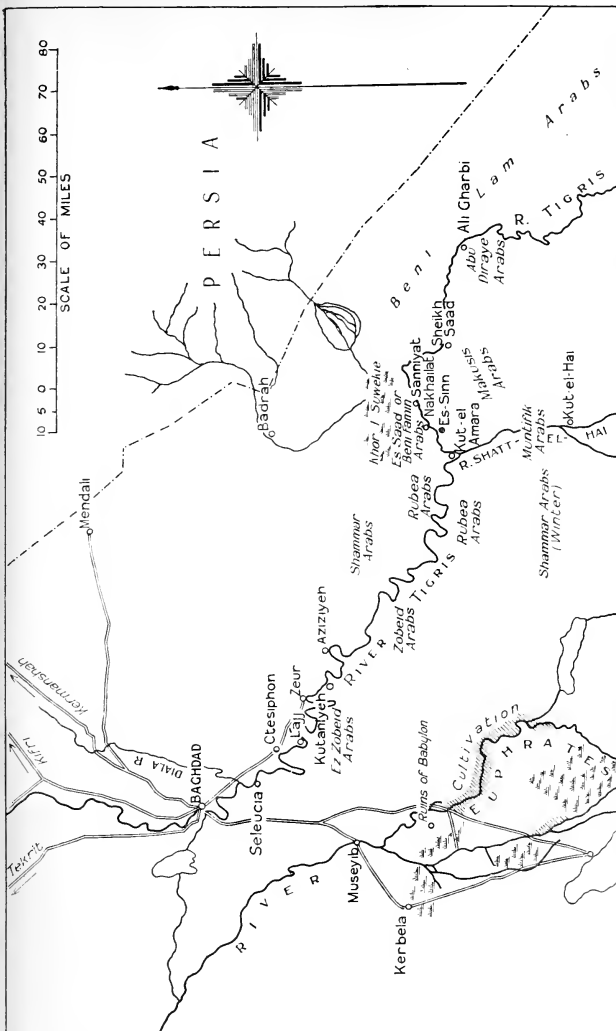 10 5 0 10 20 30 40 50 60 70 80
SCALE OF MILES
PERSIA
Tekrit
Kifri
Kermanshah
Mendali
DIALA R
BAGHDAD
Badrah
Ctesiphon
Seleucia
Lajj
Zeur
Kutaniyeh
Ez Zobeid
Arabs
Aziziyeh
Shammar
Arabs
RIVER TIGRIS
Zobeid
Arabs
Rubea
Arabs
Rubea
Arabs
Khor I Suwekie
Es Saad or
Beni Tamin
Arabs
Sanniyat
Nakhailat
Es-Sinn
Kut-el
Amara
Sheikh
Saad
Makusis
Arabs
Beni Lam Arabs
Ali Gharbi
Abu
Diraye
Arabs
R. TIGRIS
R. SHATT-EL-HAI
Muntifik
Arabs
Kut-el-Hai
Shammar Arabs
(Winter)
RIVER
Museyib
Kerbela
Ruins of Babylon
Cultivation
EUPHRATES